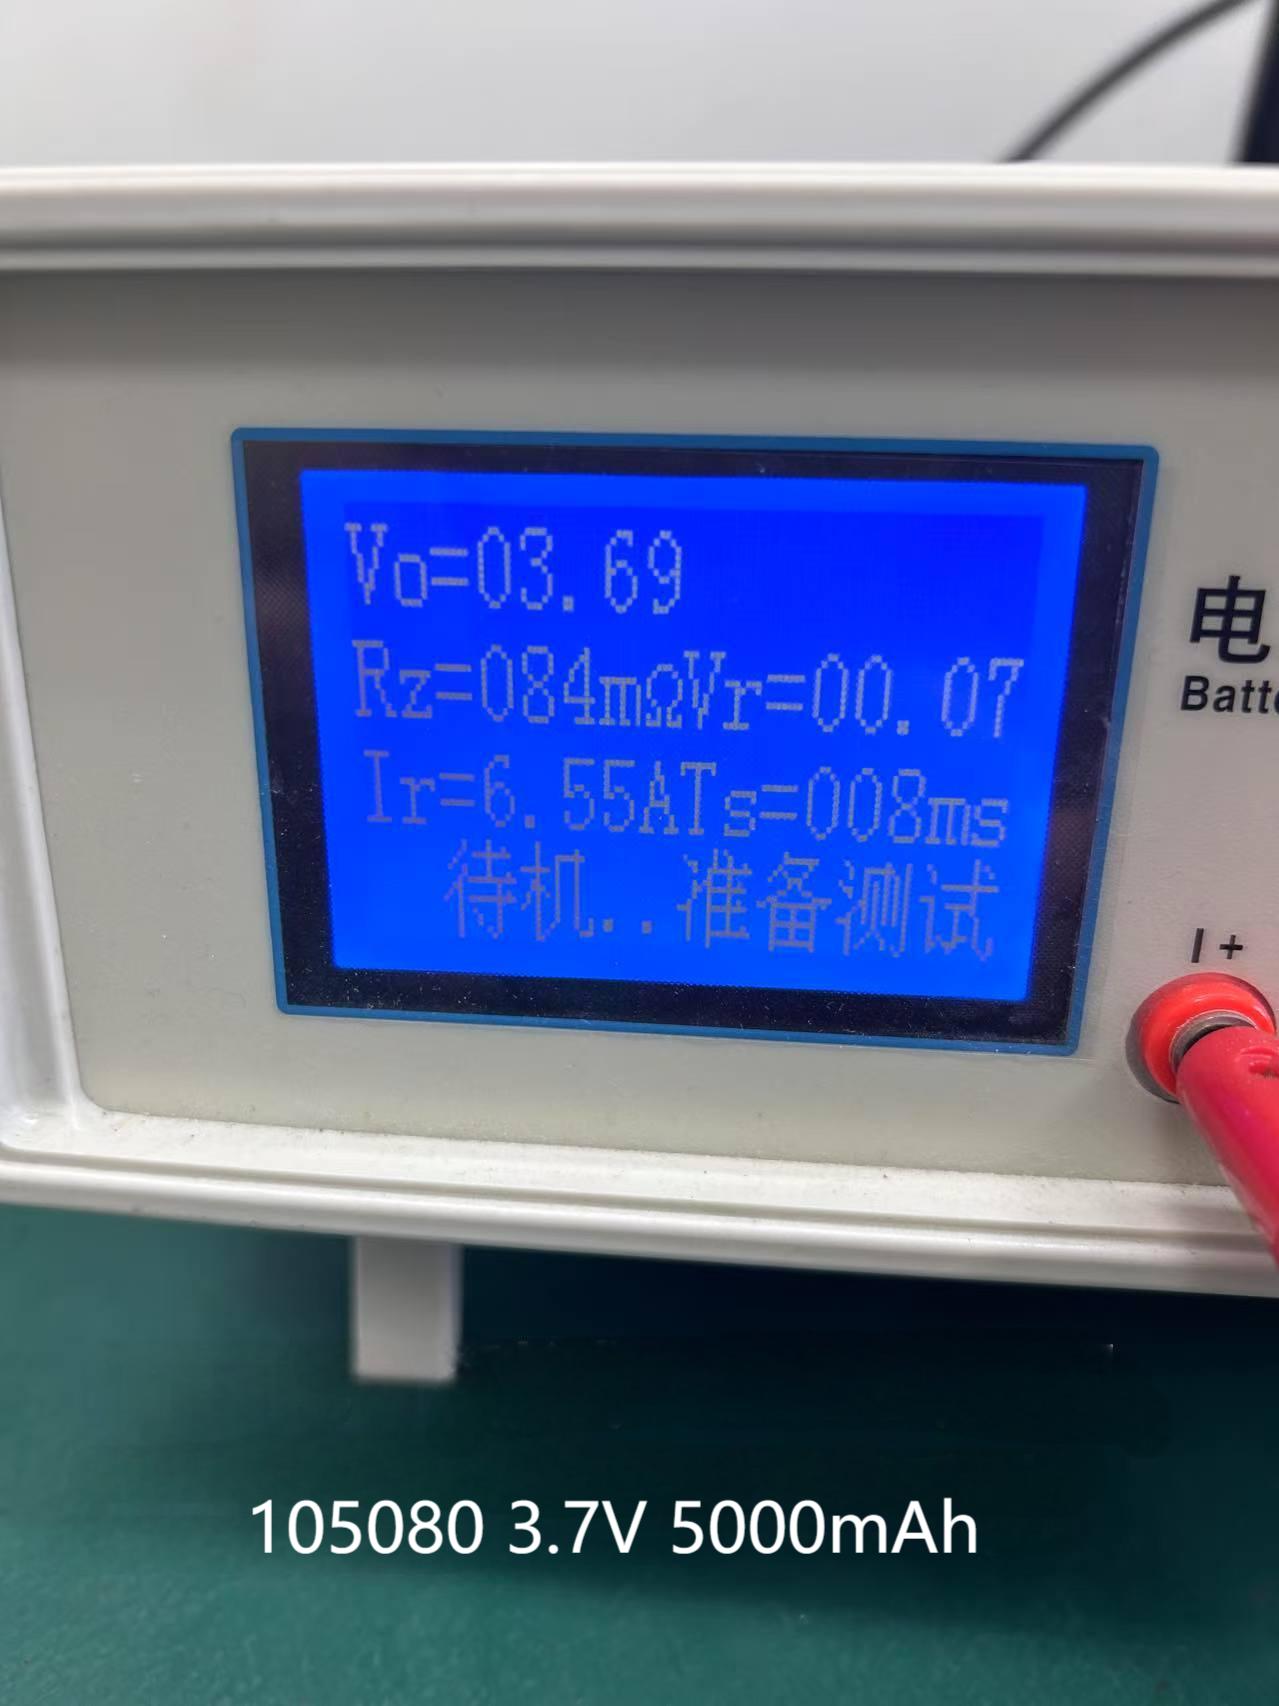 Vo=03.69
Rz=084mΩVr=00.07
Ir=6.55ATs=008ms
待机..准备测试
电
I +
105080 3.7V 5000mAh